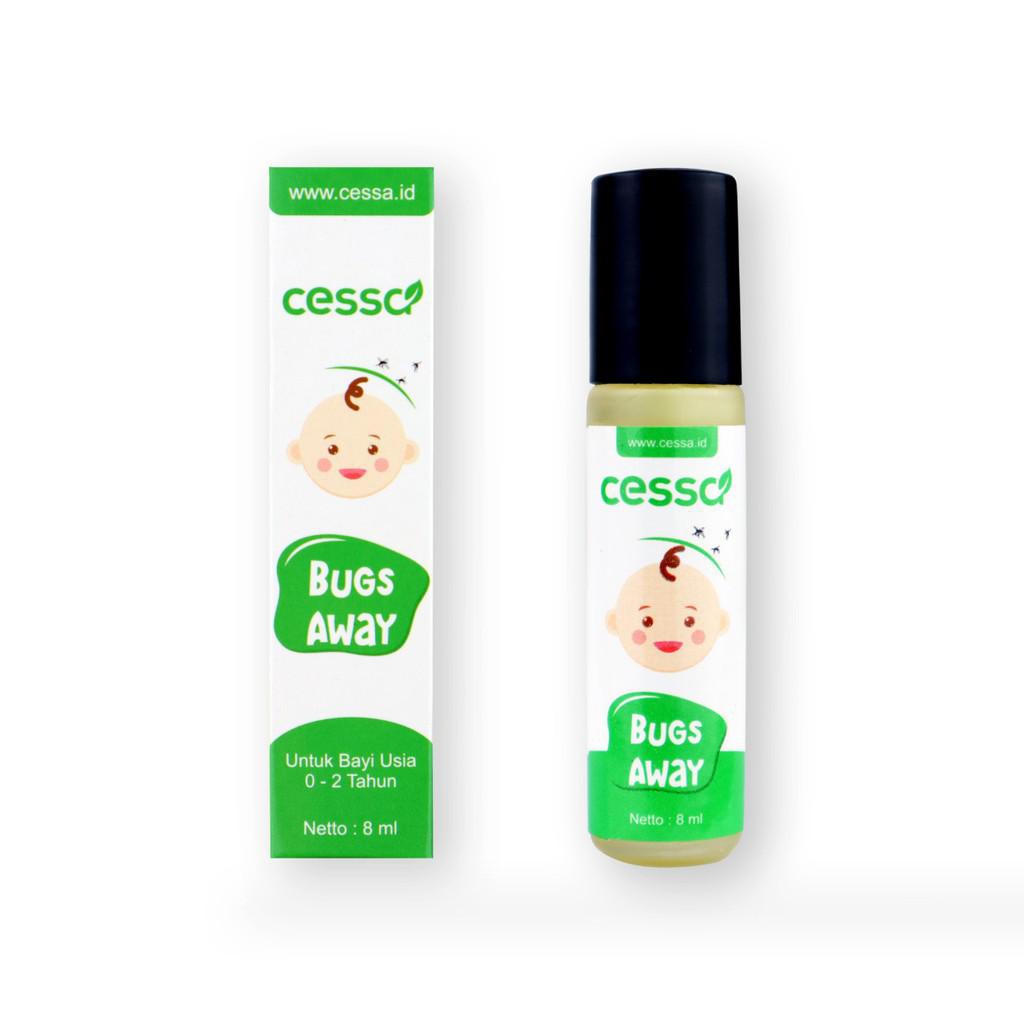 www.cessa.id
cessa
BUGS
AWAY
Untuk Bayi Usia
0 - 2 Tahun
Netto : 8 ml
www.cessa.id
cessa
BUGS
AWAY
Netto : 8 ml